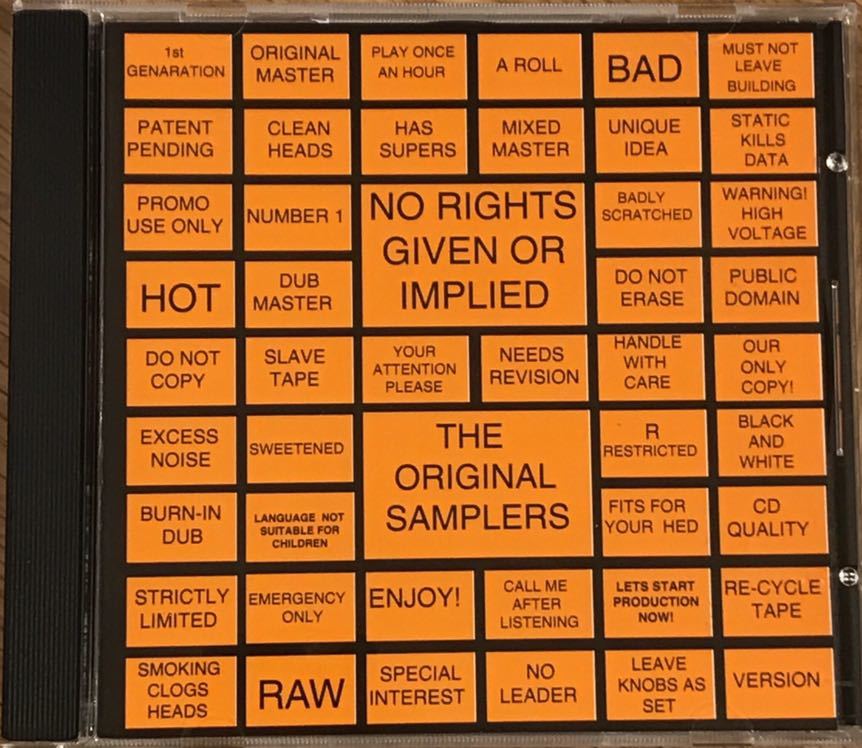 1st
GENARATION
ORIGINAL
MASTER
PLAY ONCE
AN HOUR
A ROLL
BAD
MUST NOT
LEAVE
BUILDING
PATENT
PENDING
CLEAN
HEADS
HAS
SUPERS
MIXED
MASTER
UNIQUE
IDEA
STATIC
KILLS
DATA
PROMO
USE ONLY
NUMBER 1
NO RIGHTS
GIVEN OR
IMPLIED
BADLY
SCRATCHED
WARNING!
HIGH
VOLTAGE
HOT
DUB
MASTER
DO NOT
ERASE
PUBLIC
DOMAIN
DO NOT
COPY
SLAVE
TAPE
YOUR
ATTENTION
PLEASE
NEEDS
REVISION
HANDLE
WITH
CARE
OUR
ONLY
COPY!
EXCESS
NOISE
SWEETENED
THE
ORIGINAL
SAMPLERS
R
RESTRICTED
BLACK
AND
WHITE
BURN-IN
DUB
LANGUAGE NOT
SUITABLE FOR
CHILDREN
FITS FOR
YOUR HED
CD
QUALITY
STRICTLY
LIMITED
EMERGENCY
ONLY
ENJOY!
CALL ME
AFTER
LISTENING
LETS START
PRODUCTION
NOW!
RE-CYCLE
TAPE
SMOKING
CLOGS
HEADS
RAW
SPECIAL
INTEREST
NO
LEADER
LEAVE
KNOBS AS
SET
VERSION